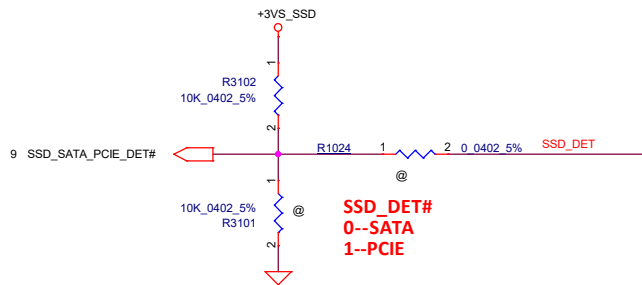 +3VS_SSD
1
R3102
10K_0402_5%
2
9 SSD_SATA_PCIE_DET#
R1024
1
2
0_0402_5%
SSD_DET
@
1
10K_0402_5%
@
R3101
2
SSD_DET#
0--SATA
1--PCIE